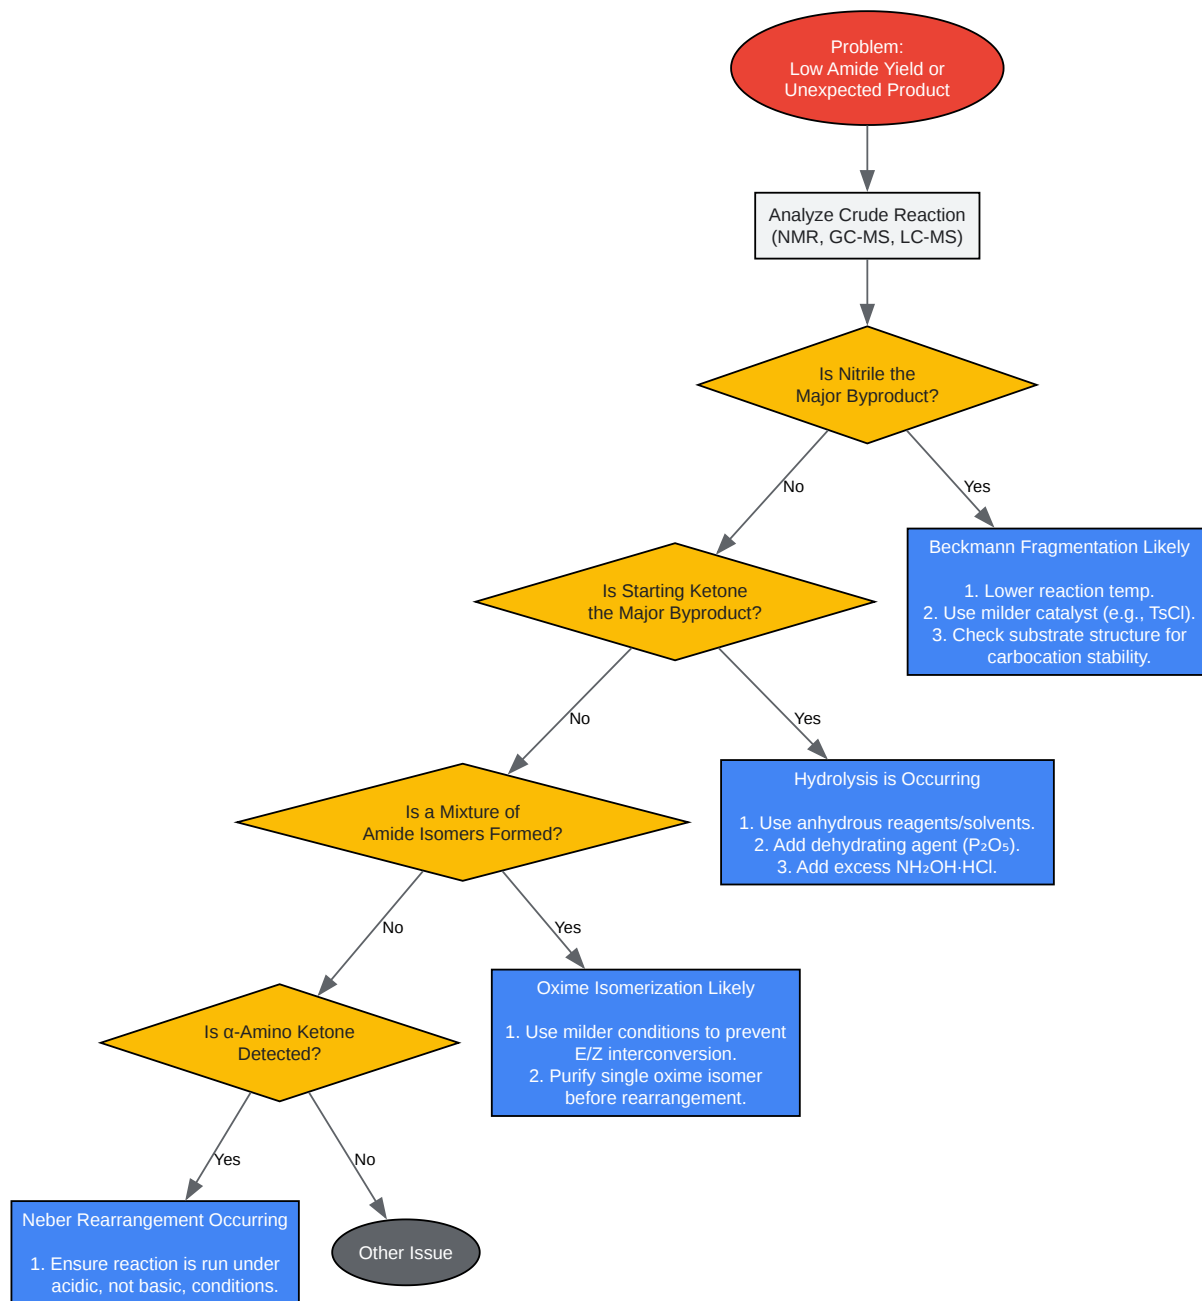 Problem:
Low Amide Yield or
Unexpected Product
Analyze Crude Reaction
(NMR, GC-MS, LC-MS)
Is Nitrile the
Major Byproduct?
No
Yes
Beckmann Fragmentation Likely
1. Lower reaction temp.
2. Use milder catalyst (e.g., TsCl).
3. Check substrate structure for
carbocation stability.
Is Starting Ketone
the Major Byproduct?
No
Yes
Hydrolysis is Occurring
1. Use anhydrous reagents/solvents.
2. Add dehydrating agent (P₂O₅).
3. Add excess NH₂OH·HCl.
Is a Mixture of
Amide Isomers Formed?
No
Yes
Oxime Isomerization Likely
1. Use milder conditions to prevent
E/Z interconversion.
2. Purify single oxime isomer
before rearrangement.
Is α-Amino Ketone
Detected?
Yes
No
Neber Rearrangement Occurring
1. Ensure reaction is run under
acidic, not basic, conditions.
Other Issue